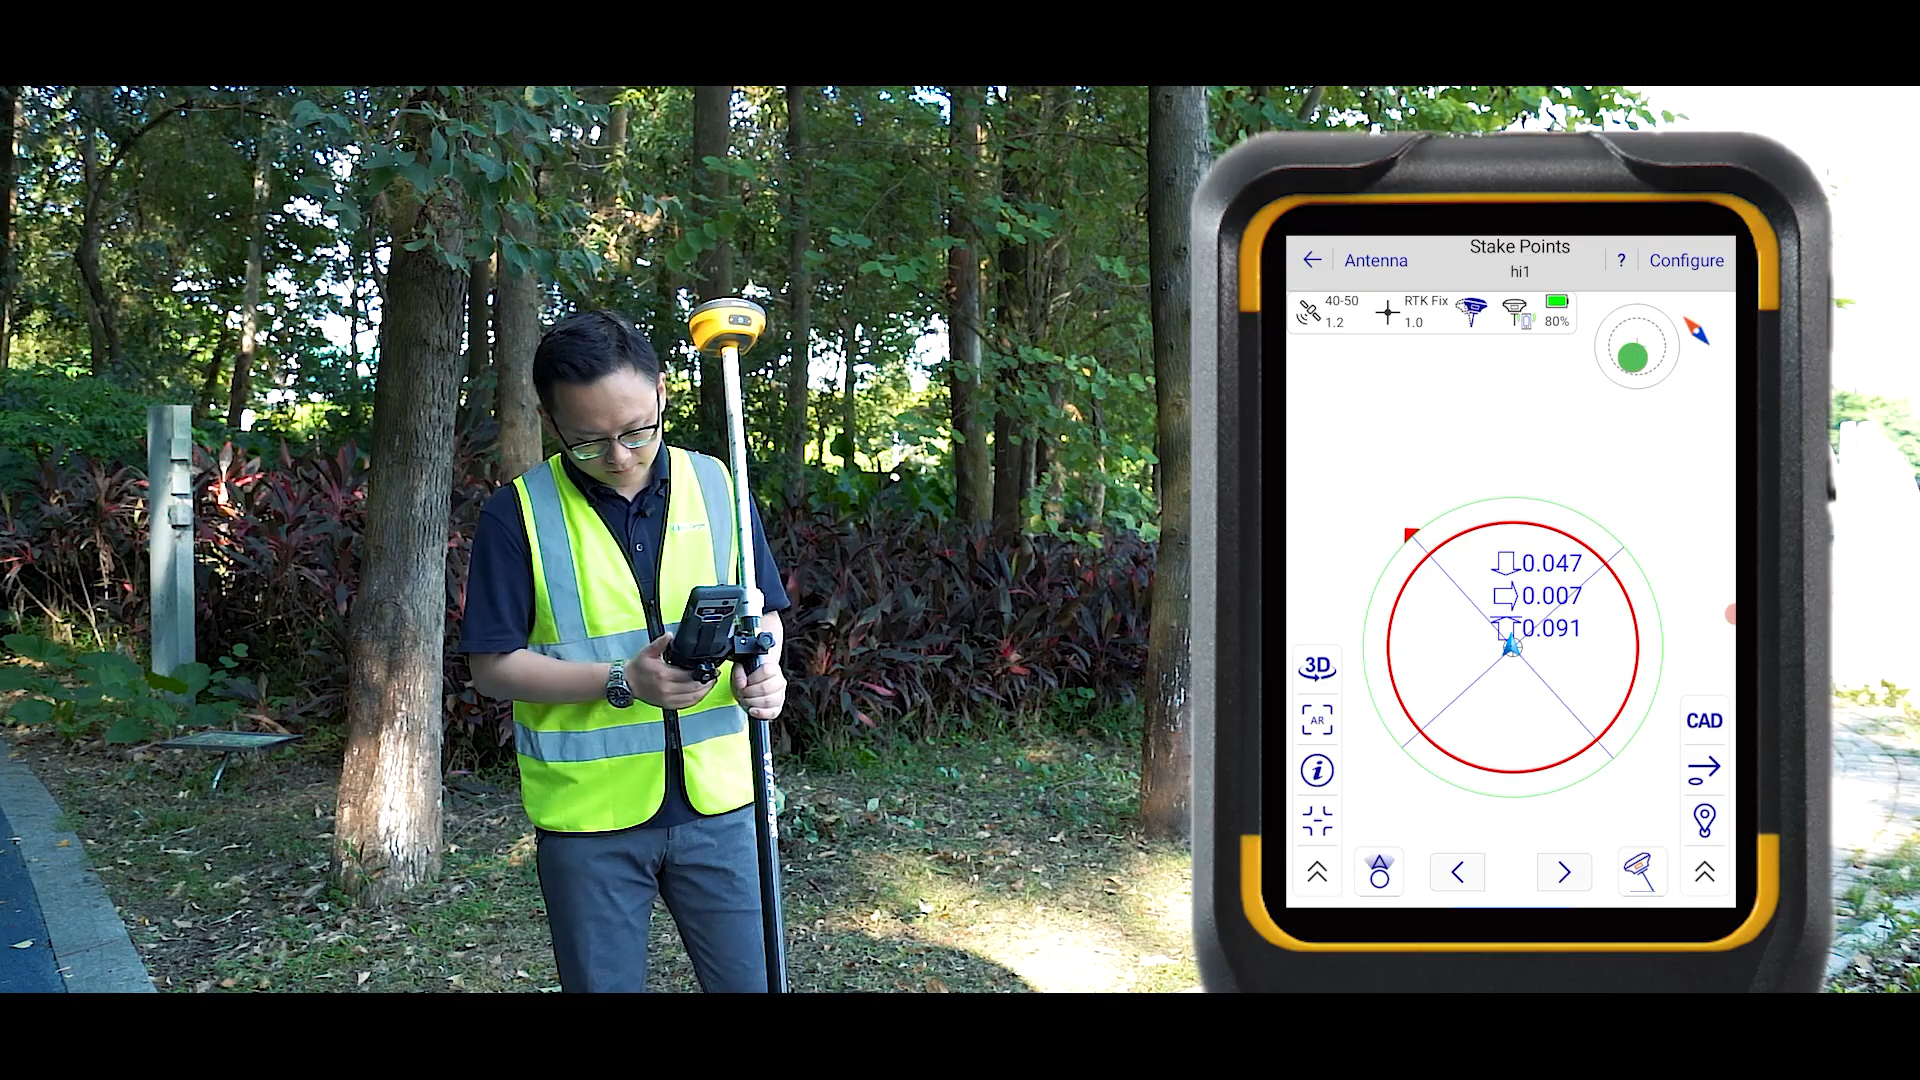 Stake Points
Antenna
hi1
?
Configure
40-50
1.2
RTK Fix
1.0
80%
0.047
0.007
0.091
3D
AR
i
CAD